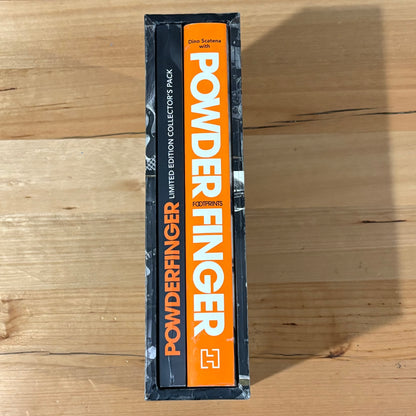 POWDERFINGER LIMITED EDITION COLLECTOR'S PACK
Dino Scatena
with
POWDERFINGER
FOOTPRINTS
H